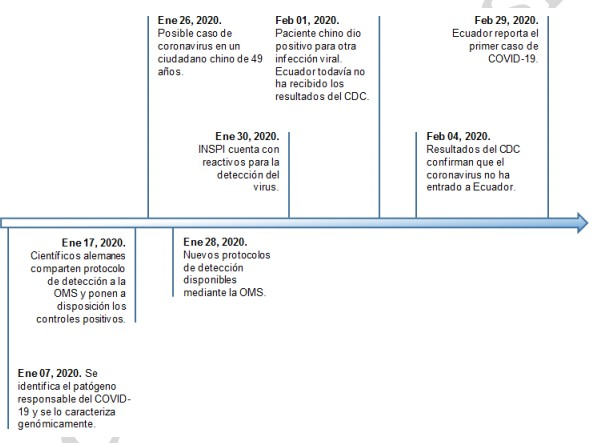 Ene 26, 2020.
Posible caso de
coronavirus en un
ciudadano chino de 49
años.
Feb 01, 2020.
Paciente chino dio
positivo para otra
infección viral.
Ecuador todavía no
ha recibido los
resultados del CDC.
Feb 29, 2020.
Ecuador reporta el
primer caso de
COVID-19.
Ene 30, 2020.
INSPI cuenta con
reactivos para la
detección del
virus.
Feb 04, 2020.
Resultados del CDC
confirman que el
coronavirus no ha
entrado a Ecuador.
Ene 17, 2020.
Científicos alemanes
comparten protocolo
de detección a la
OMS y ponen a
disposición los
controles positivos.
Ene 28, 2020.
Nuevos protocolos
de detección
disponibles
mediante la OMS.
Ene 07, 2020. Se
identifica el patógeno
responsable del COVID-
19 y se lo caracteriza
genómicamente.